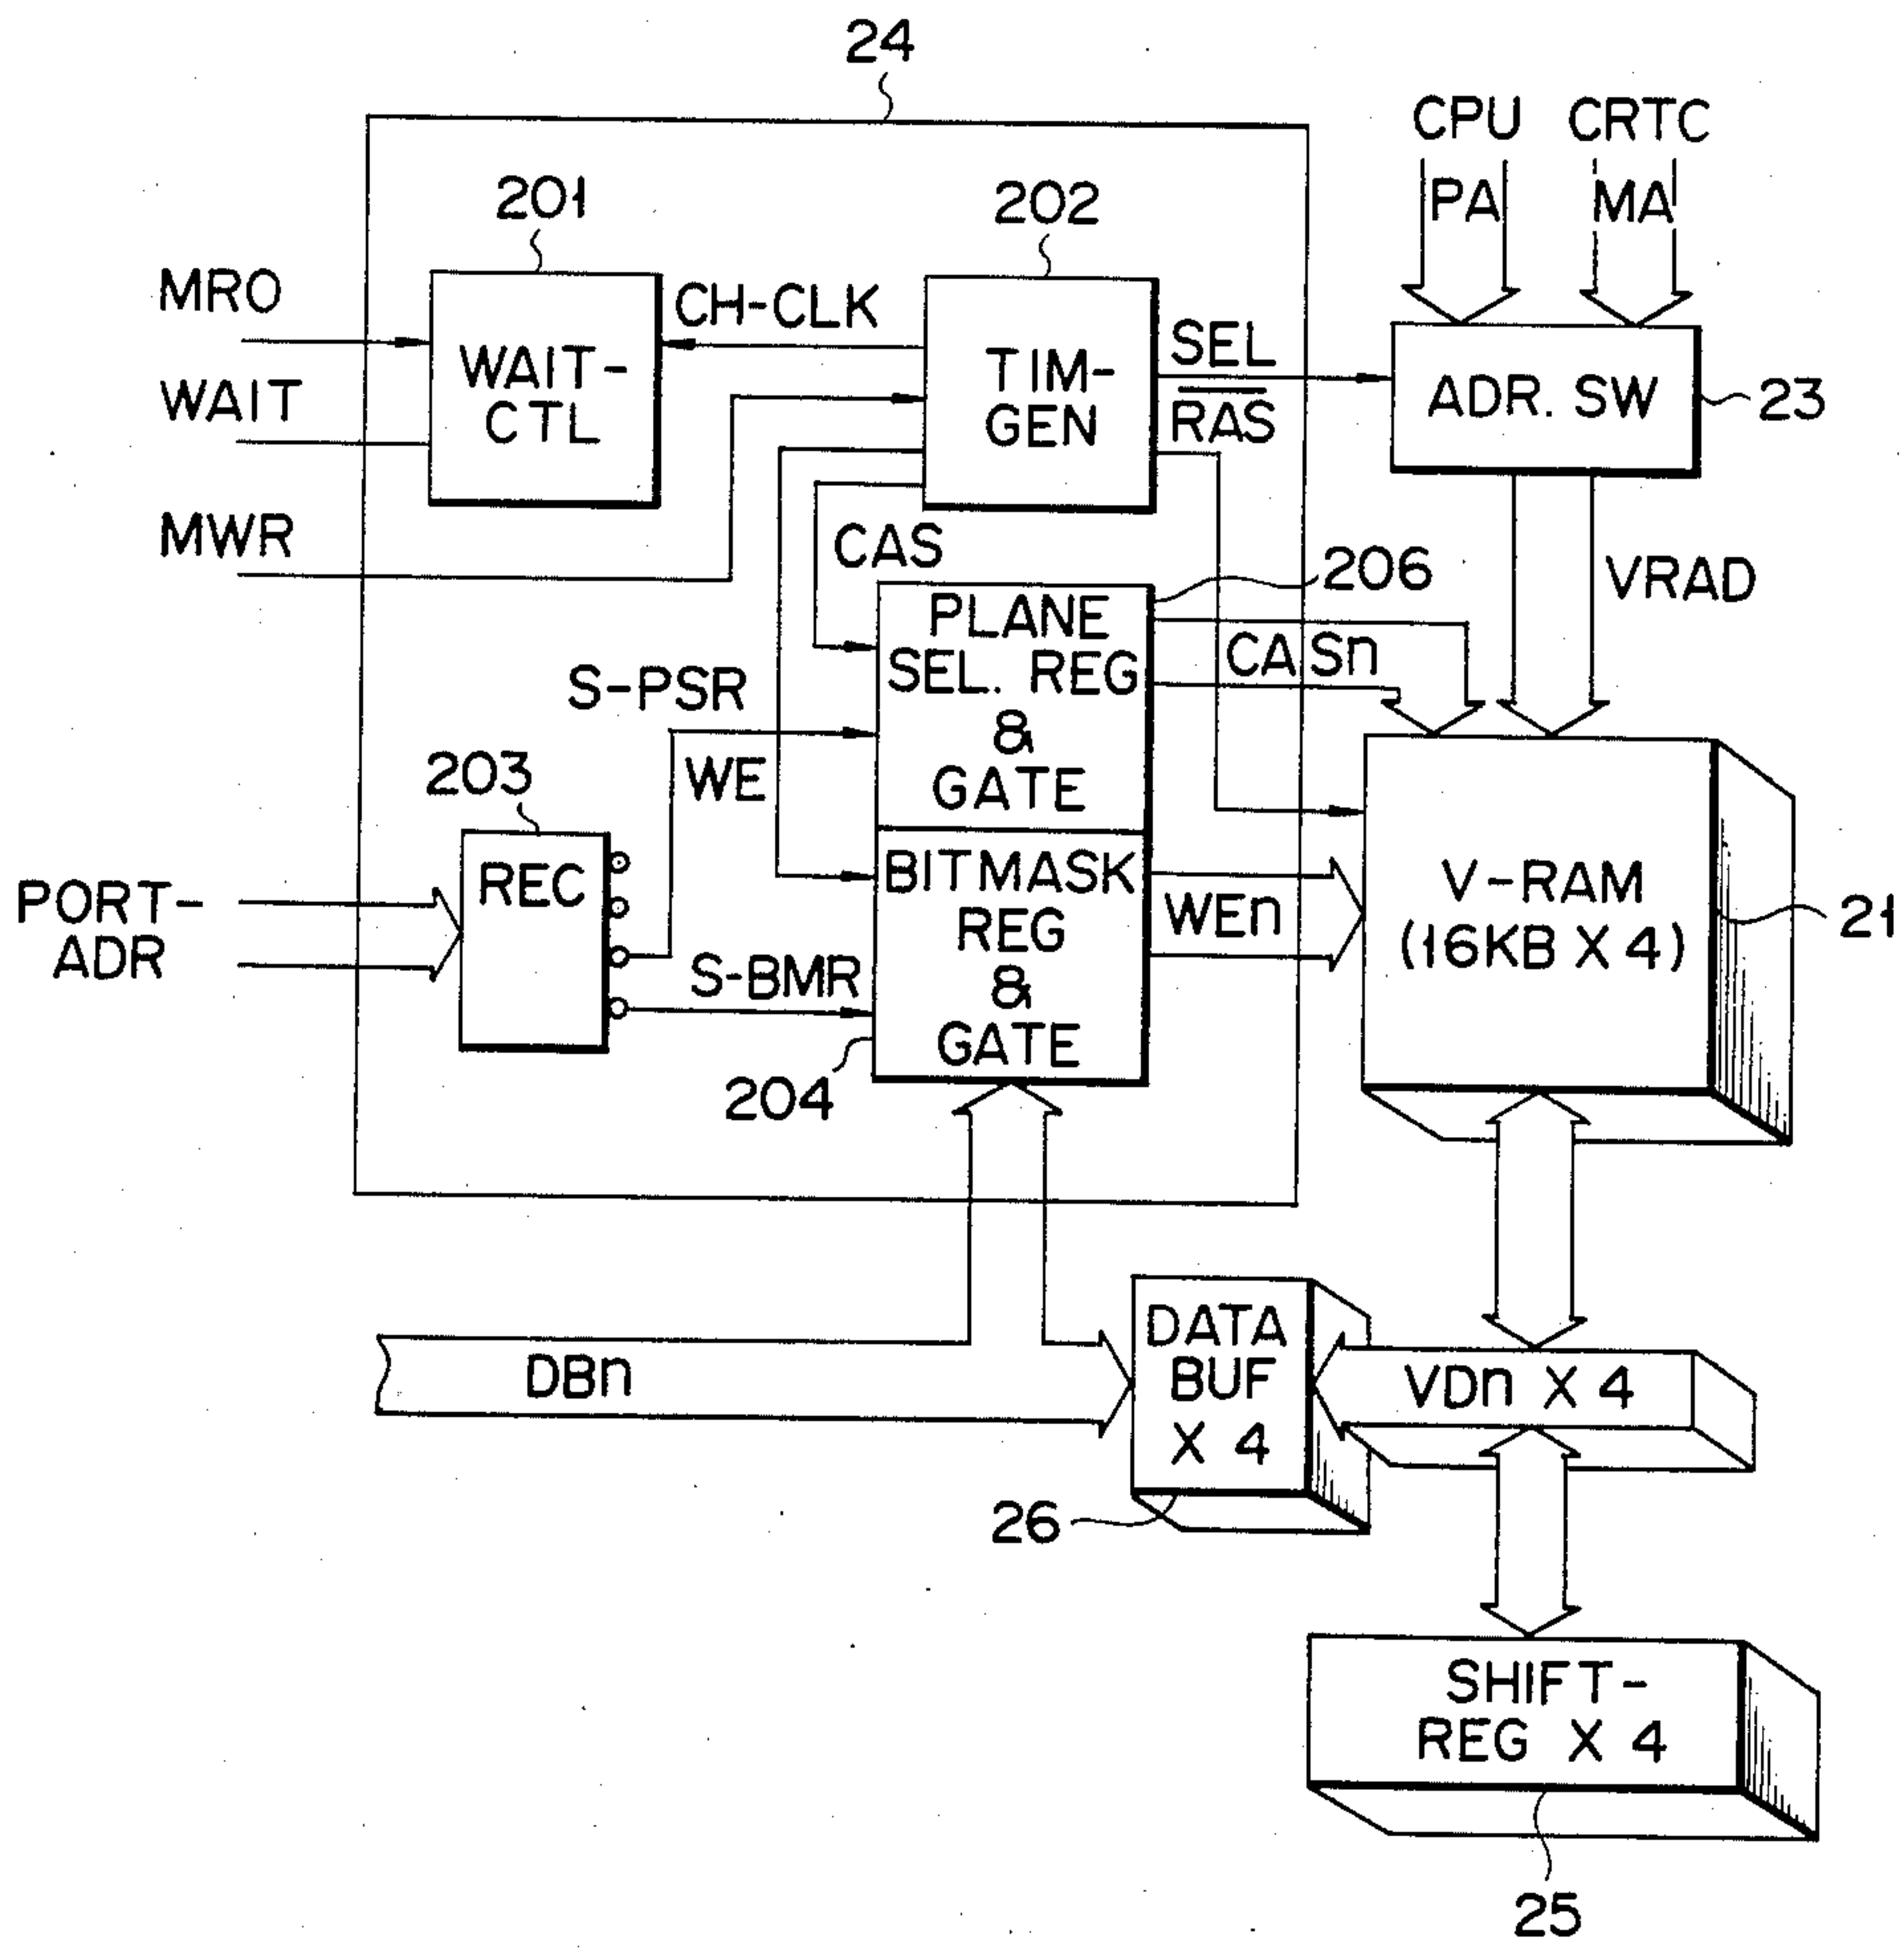 24
CPU CRTC
PA MA
201
202
MRO
CH-CLK
SEL
WAIT-
CTL
TIM-
GEN
ADR. SW
23
WAIT
RAS
MWR
CAS
206
VRAD
PLANE
SEL. REG
&
GATE
CASn
S-PSR
WE
203
REC
PORT-
ADR
BITMASK
REG
&
GATE
WEn
V-RAM
(16KB X 4)
21
S-BMR
204
DBn
DATA
BUF
X 4
VDn X 4
26
SHIFT-
REG X 4
25